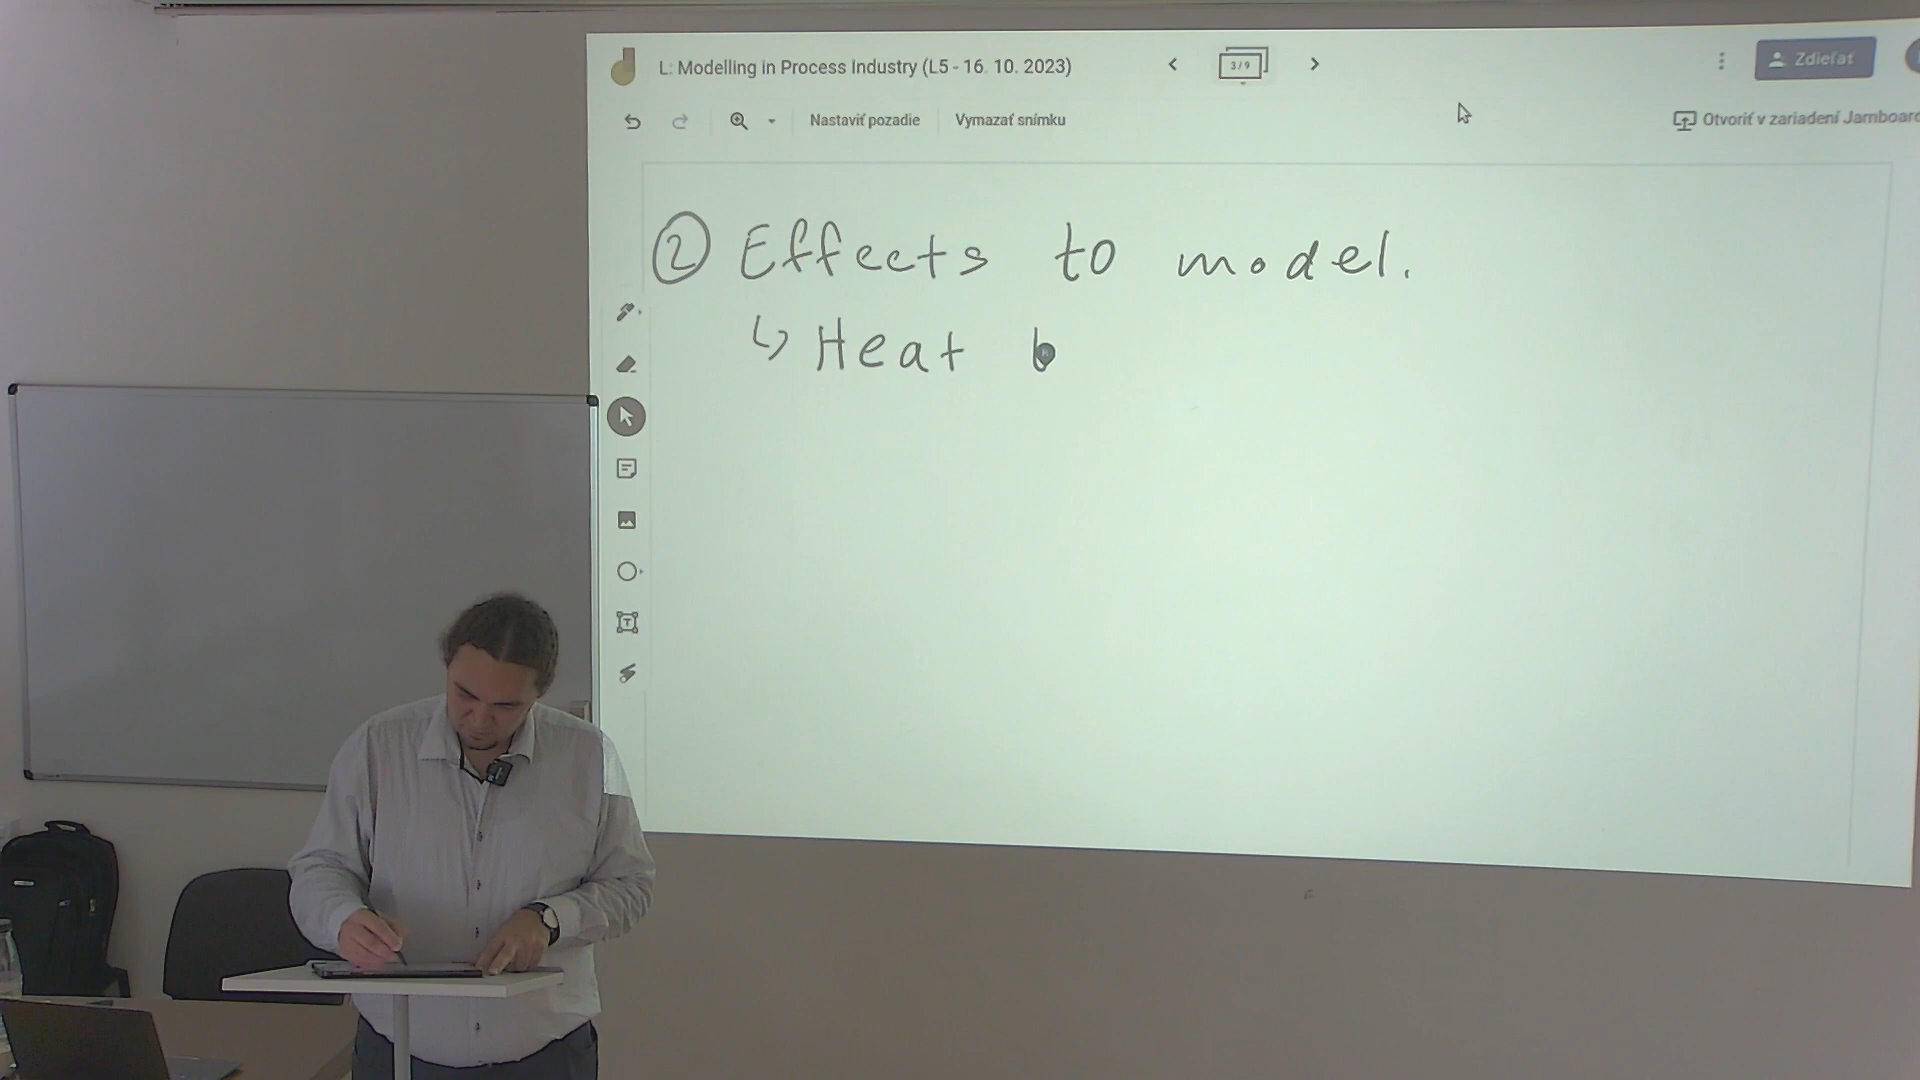 L: Modelling in Process Industry (L5 - 16. 10. 2023)
3/9
Zdieľať
Nastaviť pozadie
Vymazať snímku
Otvoriť v zariadení Jamboard
② Effects to model.
↳ Heat b